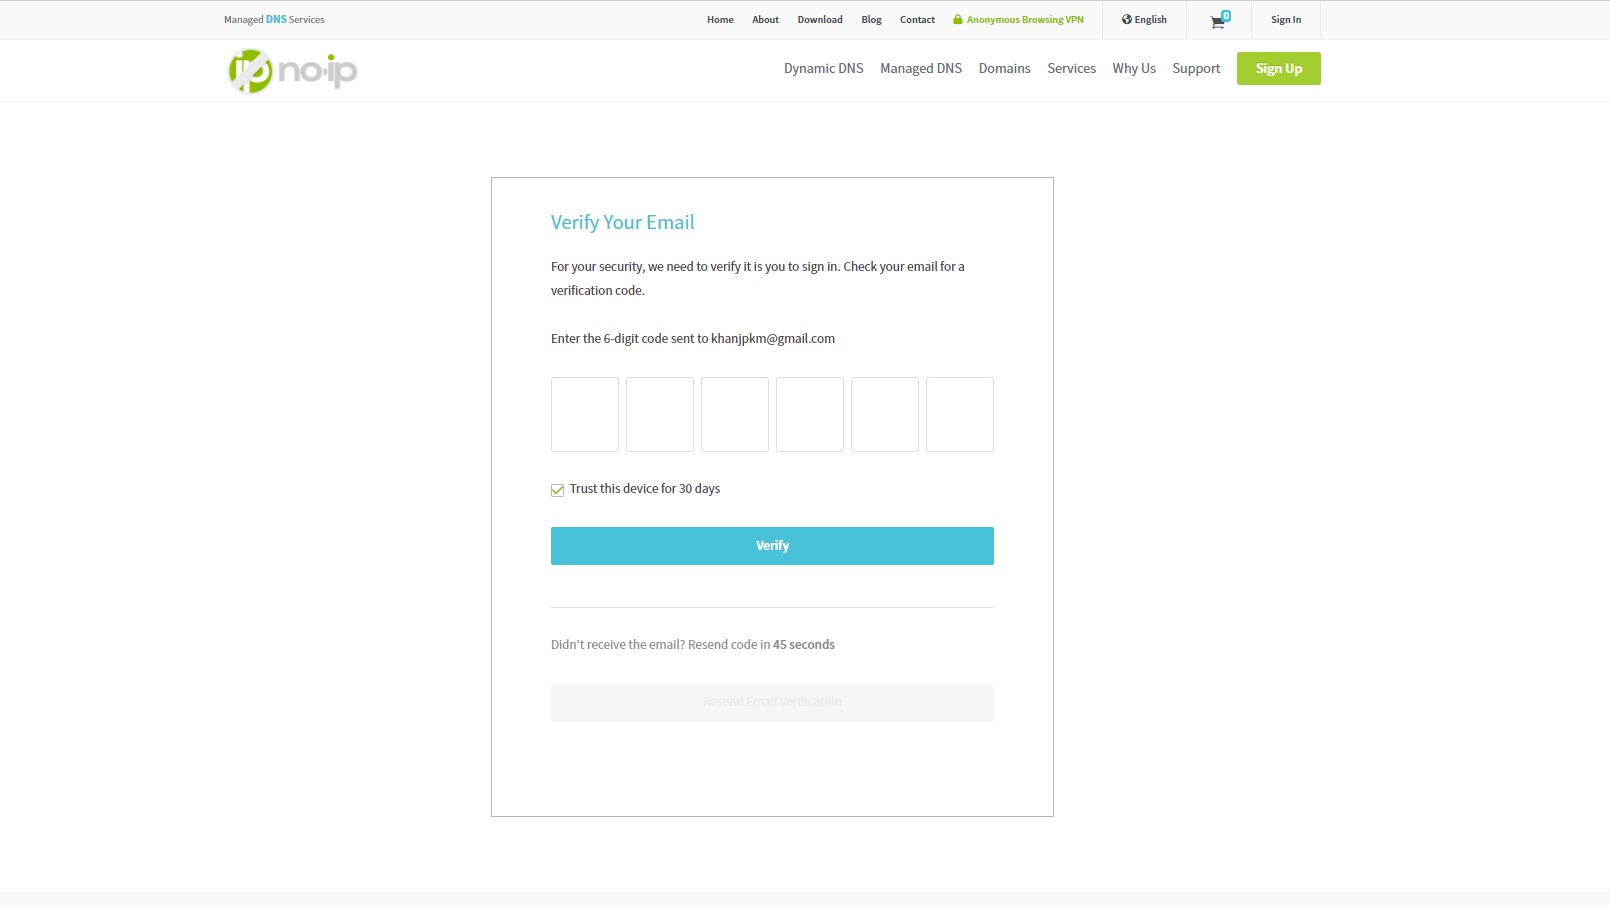 Managed DNS Services
Home About Download Blog Contact Anonymous Browsing VPN English 0 Sign In
no-ip Dynamic DNS Managed DNS Domains Services Why Us Support Sign Up
Verify Your Email
For your security, we need to verify it is you to sign in. Check your email for a
verification code.
Enter the 6-digit code sent to khanjpkm@gmail.com
Trust this device for 30 days
Verify
Didn't receive the email? Resend code in 45 seconds
Resend Email Verification